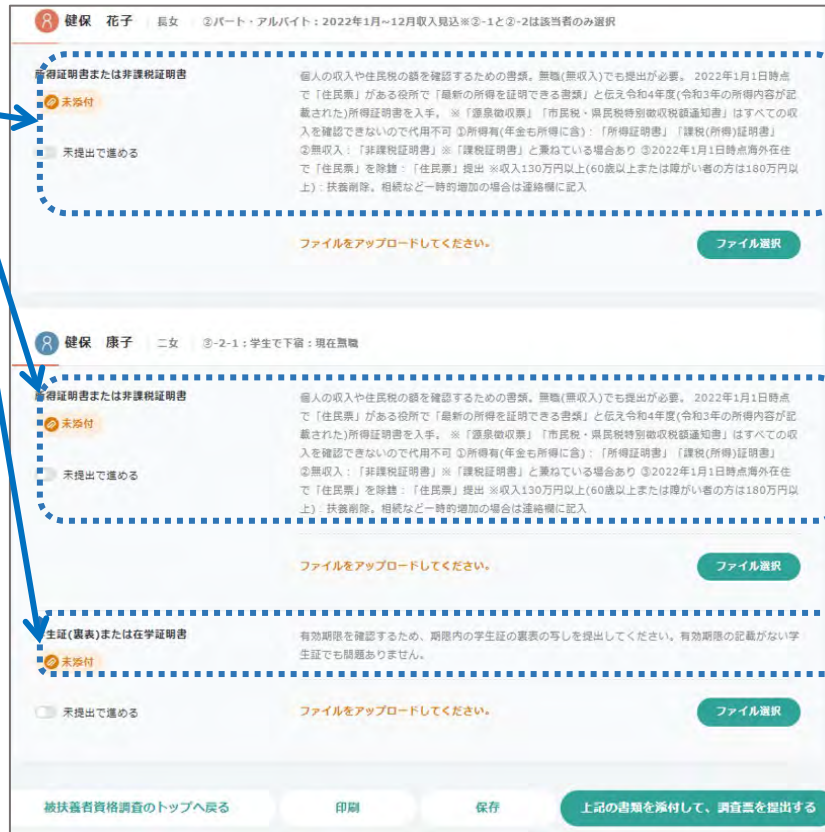 健保 花子 長女 ②パート・アルバイト：2022年1月~12月収入見込※②-1と②-2は該当者のみ選択
所得証明書または非課税証明書
未添付
未提出で進める
個人の収入や住民税の額を確認するための書類。無職(無収入)でも提出が必要。 2022年1月1日時点
で「住民票」がある役所で「最新の所得を証明できる書類」と伝え令和4年度(令和3年の所得内容が記
載された)所得証明書を入手。 ※「源泉徴収票」「市民税・県民税特別徴収税額通知書」はすべての収
入を確認できないので代用不可 ①所得有(年金も所得に含)：「所得証明書」「課税(所得)証明書」
②無収入：「非課税証明書」※「課税証明書」と兼ねている場合あり ③2022年1月1日時点海外在住
で「住民票」を除籍：「住民票」提出 ※収入130万円以上(60歳以上または障がい者の方は180万円以
上)：扶養削除。相続など一時的増加の場合は連絡欄に記入
ファイルをアップロードしてください。
ファイル選択
健保 康子 二女 ③-2-1：学生で下宿：現在無職
所得証明書または非課税証明書
未添付
未提出で進める
個人の収入や住民税の額を確認するための書類。無職(無収入)でも提出が必要。 2022年1月1日時点
で「住民票」がある役所で「最新の所得を証明できる書類」と伝え令和4年度(令和3年の所得内容が記
載された)所得証明書を入手。 ※「源泉徴収票」「市民税・県民税特別徴収税額通知書」はすべての収
入を確認できないので代用不可 ①所得有(年金も所得に含)：「所得証明書」「課税(所得)証明書」
②無収入：「非課税証明書」※「課税証明書」と兼ねている場合あり ③2022年1月1日時点海外在住
で「住民票」を除籍：「住民票」提出 ※収入130万円以上(60歳以上または障がい者の方は180万円以
上)：扶養削除。相続など一時的増加の場合は連絡欄に記入
ファイルをアップロードしてください。
ファイル選択
生証(裏表)または在学証明書
未添付
未提出で進める
有効期限を確認するため、期限内の学生証の裏表の写しを提出してください。有効期限の記載がない学
生証でも問題ありません。
ファイルをアップロードしてください。
ファイル選択
被扶養者資格調査のトップへ戻る
印刷
保存
上記の書類を添付して、調査票を提出する